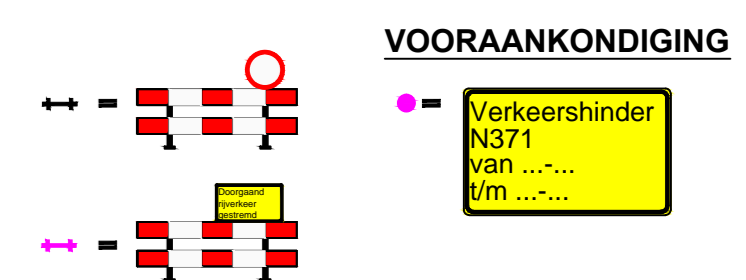 VOORAANKONDIGING
=
=
Verkeershinder
N371
van ...-...
t/m ...-...
Doorgaand
rijverkeer
gestremd
=